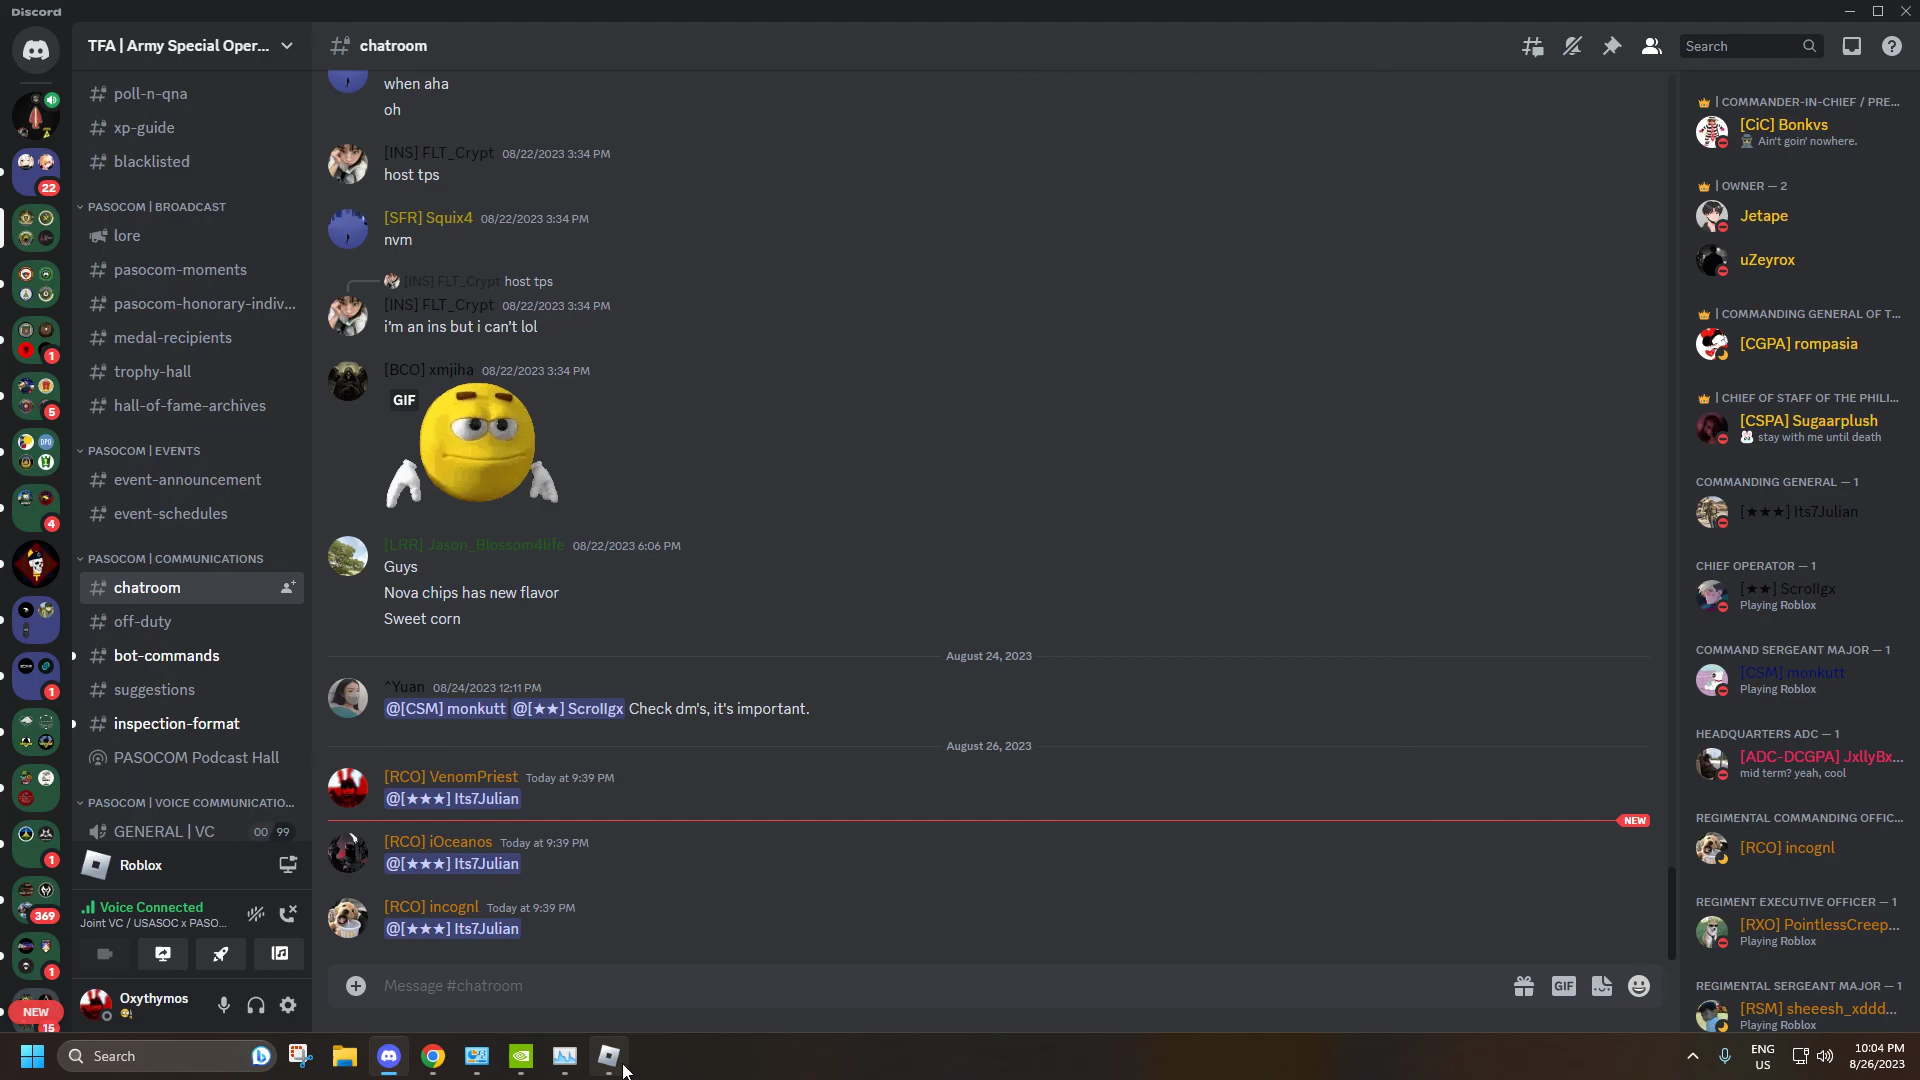 Discord
TFA | Army Special Oper...
poll-n-qna
xp-guide
blacklisted
PASOCOM | BROADCAST
lore
pasocom-moments
pasocom-honorary-indiv...
medal-recipients
trophy-hall
hall-of-fame-archives
PASOCOM | EVENTS
event-announcement
event-schedules
PASOCOM | COMMUNICATIONS
chatroom
off-duty
bot-commands
suggestions
inspection-format
PASOCOM Podcast Hall
PASOCOM | VOICE COMMUNICATIO...
GENERAL | VC 00 99
Roblox
Voice Connected
Joint VC / USASOC x PASO...
Oxythymos
22
1
5
4
1
1
369
1
NEW
15
chatroom
Search
when aha
oh
[INS] FLT_Crypt 08/22/2023 3:34 PM
host tps
[SFR] Squix4 08/22/2023 3:34 PM
nvm
[INS] FLT_Crypt host tps
[INS] FLT_Crypt 08/22/2023 3:34 PM
i'm an ins but i can't lol
[BCO] xmjiha 08/22/2023 3:34 PM
GIF
[LRR] Jason_Blossom4life 08/22/2023 6:06 PM
Guys
Nova chips has new flavor
Sweet corn
August 24, 2023
^Yuan 08/24/2023 12:11 PM
@[CSM] monkutt @[★★] Scrollgx Check dm's, it's important.
August 26, 2023
[RCO] VenomPriest Today at 9:39 PM
@[★★★] Its7Julian
NEW
[RCO] iOceanos Today at 9:39 PM
@[★★★] Its7Julian
[RCO] incognl Today at 9:39 PM
@[★★★] Its7Julian
Message #chatroom
GIF
| COMMANDER-IN-CHIEF / PRE...
[CiC] Bonkvs
Ain't goin' nowhere.
| OWNER — 2
Jetape
uZeyrox
| COMMANDING GENERAL OF T...
[CGPA] rompasia
| CHIEF OF STAFF OF THE PHILI...
[CSPA] Sugaarplush
stay with me until death
COMMANDING GENERAL — 1
[★★★] Its7Julian
CHIEF OPERATOR — 1
[★★] Scrollgx
Playing Roblox
COMMAND SERGEANT MAJOR — 1
[CSM] monkutt
Playing Roblox
HEADQUARTERS ADC — 1
[ADC-DCGPA] JxllyBx...
mid term? yeah, cool
REGIMENTAL COMMANDING OFFIC...
[RCO] incognl
REGIMENT EXECUTIVE OFFICER — 1
[RXO] PointlessCreep...
Playing Roblox
REGIMENTAL SERGEANT MAJOR — 1
[RSM] sheeesh_xddd...
Playing Roblox
Search
ENG
US
10:04 PM
8/26/2023